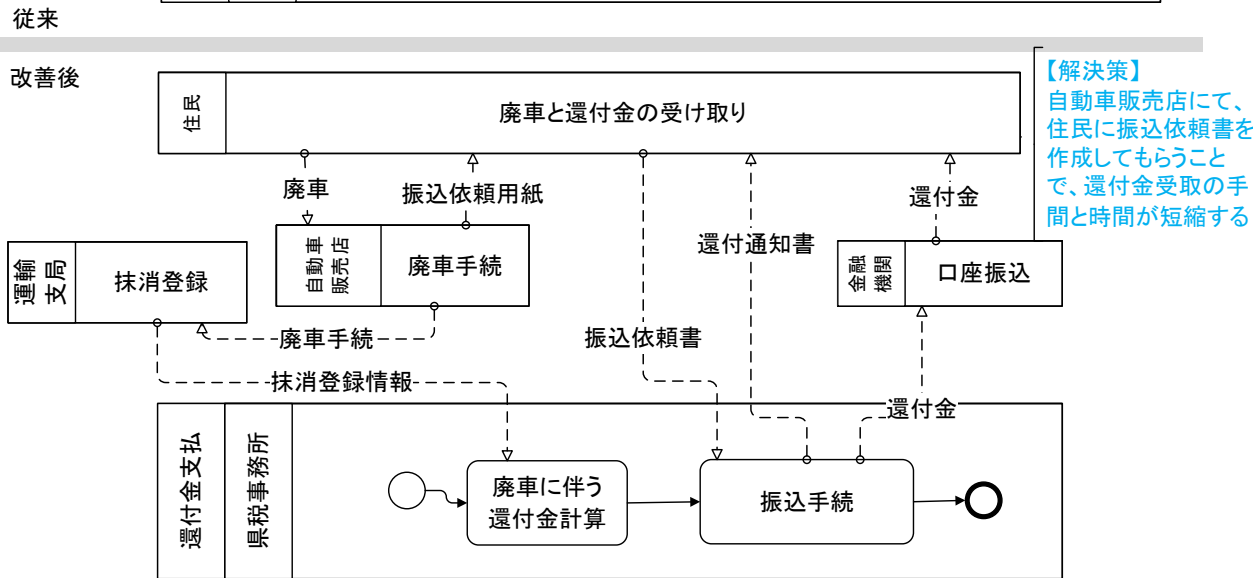 従来
改善後
住民
廃車と還付金の受け取り
【解決策】
自動車販売店にて、
住民に振込依頼書を
作成してもらうこと
で、還付金受取の手
間と時間が短縮する
廃車
振込依頼用紙
還付金
自動車
販売店
廃車手続
還付通知書
運輸
支局
抹消登録
金融
機関
口座振込
廃車手続
振込依頼書
抹消登録情報
還付金
還付金支払
県税事務所
廃車に伴う
還付金計算
振込手続